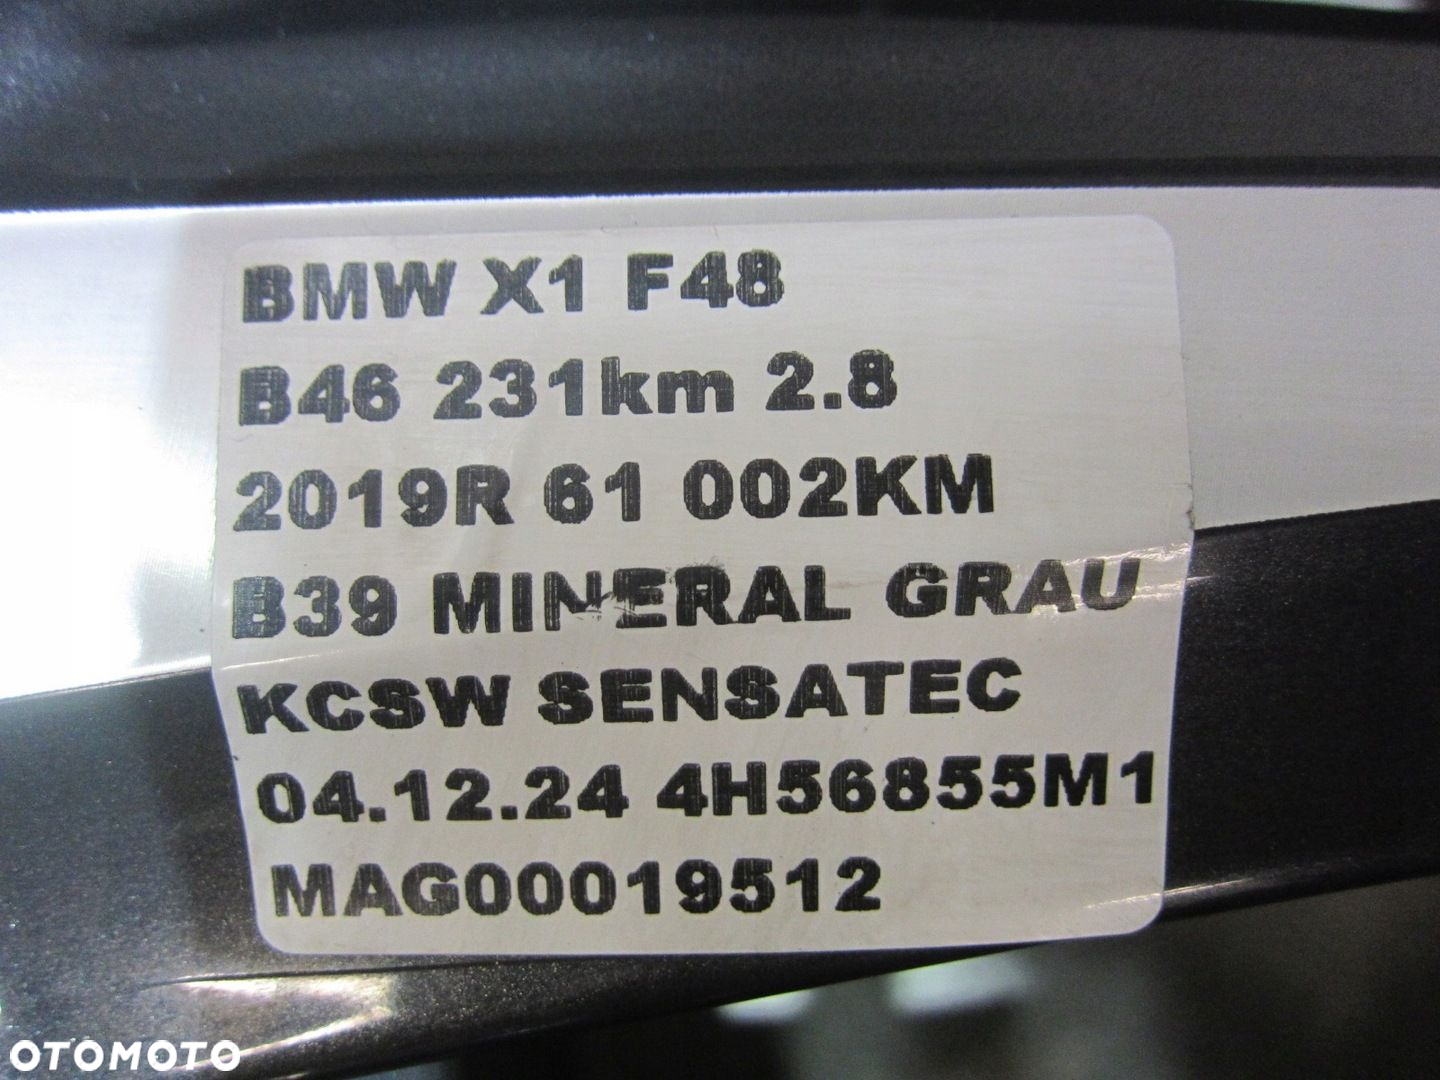 BMW X1 F48
B46 231km 2.8
2019R 61 002KM
B39 MINERAL GRAU
KCSW SENSATEC
04.12.24 4H56855M1
MAG00019512
OTOMOTO